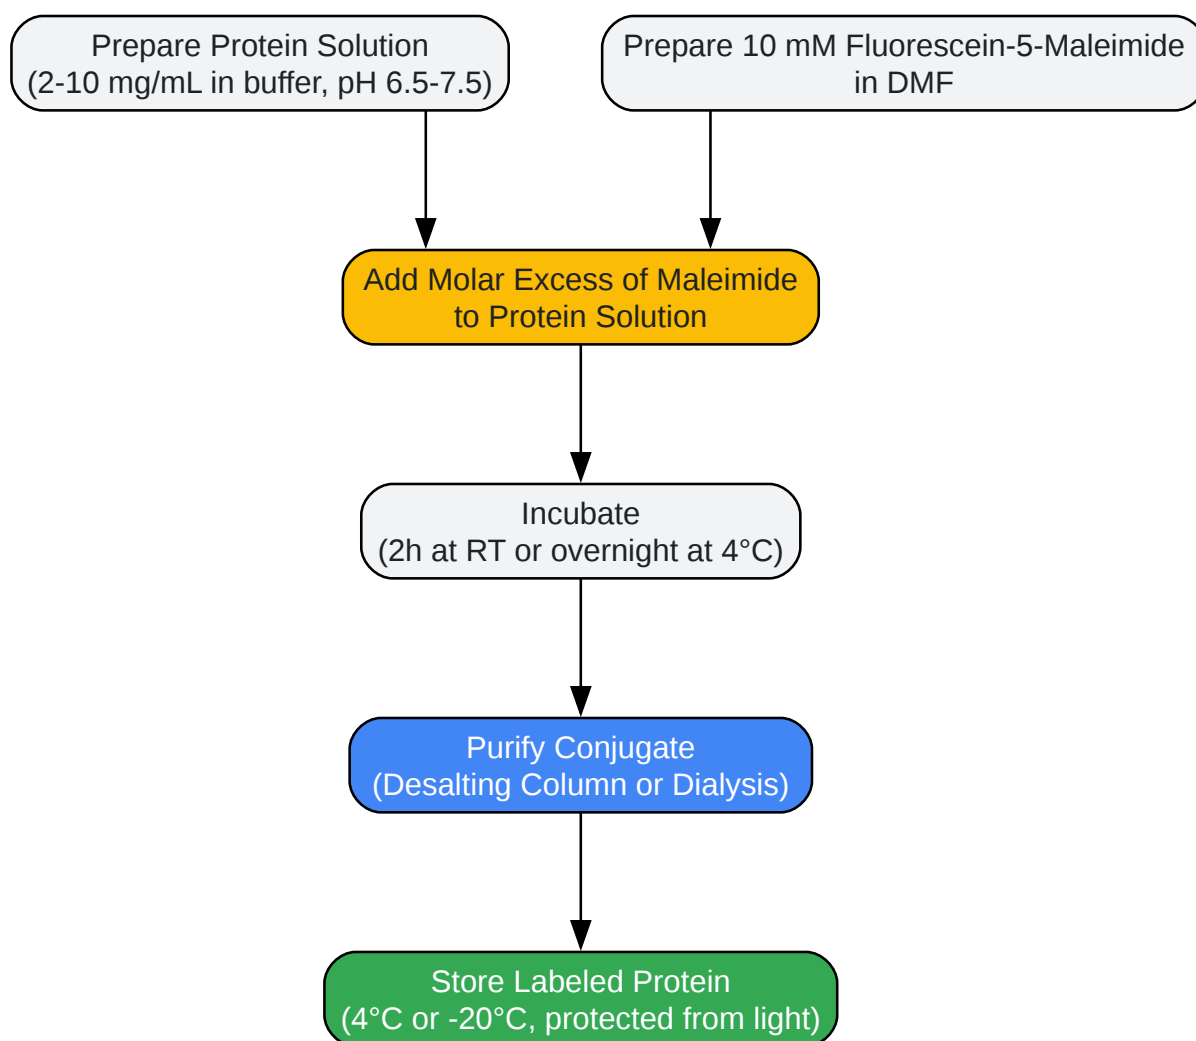 Prepare Protein Solution
(2-10 mg/mL in buffer, pH 6.5-7.5)
Prepare 10 mM Fluorescein-5-Maleimide
in DMF
Add Molar Excess of Maleimide
to Protein Solution
Incubate
(2h at RT or overnight at 4°C)
Purify Conjugate
(Desalting Column or Dialysis)
Store Labeled Protein
(4°C or -20°C, protected from light)